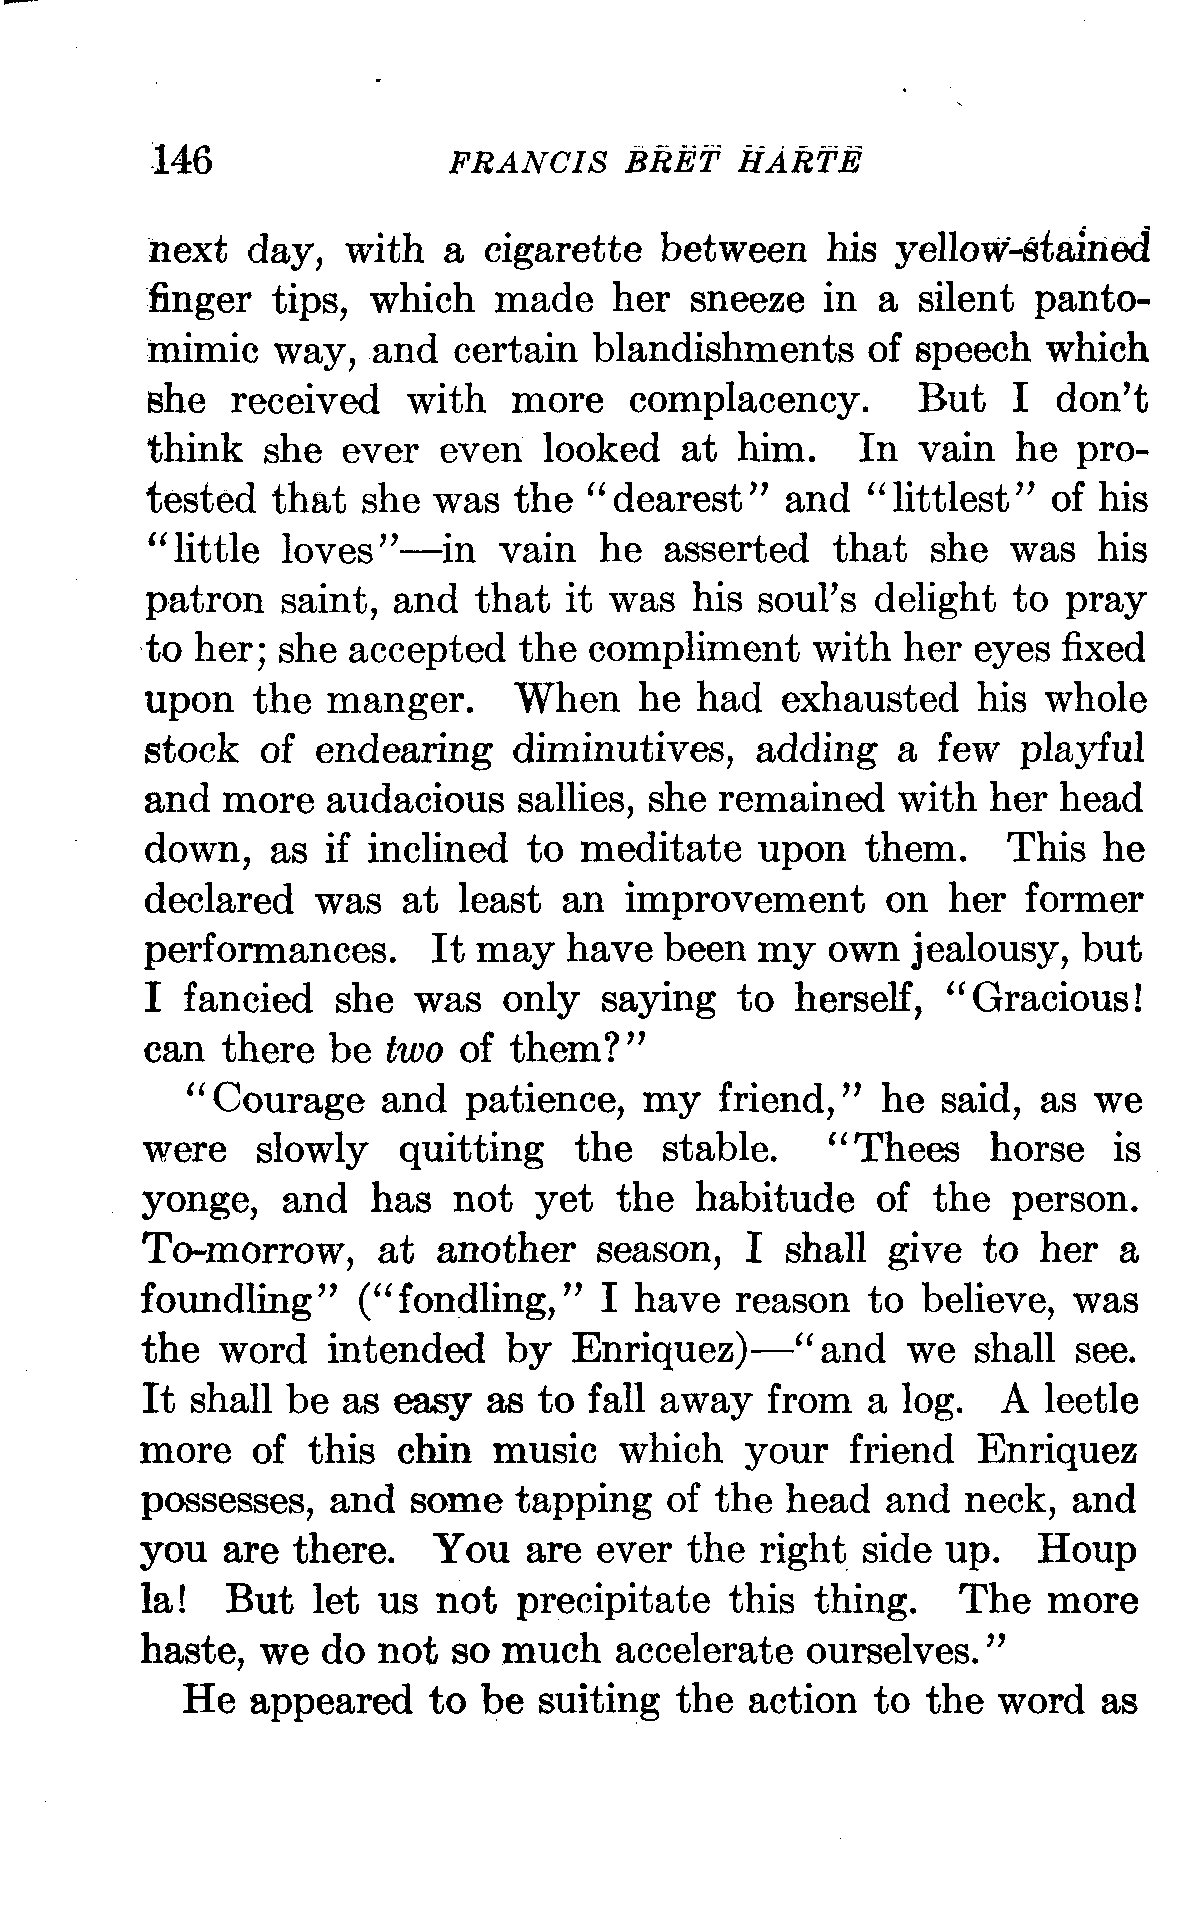 146 FRANCIS BRET HARTE
next day, with a cigarette between his yellow-stained
finger tips, which made her sneeze in a silent panto-
mimic way, and certain blandishments of speech which
she received with more complacency. But I don't
think she ever even looked at him. In vain he pro-
tested that she was the "dearest" and "littlest" of his
"little loves"—in vain he asserted that she was his
patron saint, and that it was his soul's delight to pray
to her; she accepted the compliment with her eyes fixed
upon the manger. When he had exhausted his whole
stock of endearing diminutives, adding a few playful
and more audacious sallies, she remained with her head
down, as if inclined to meditate upon them. This he
declared was at least an improvement on her former
performances. It may have been my own jealousy, but
I fancied she was only saying to herself, "Gracious!
can there be two of them?"
"Courage and patience, my friend," he said, as we
were slowly quitting the stable. "Thees horse is
yonge, and has not yet the habitude of the person.
To-morrow, at another season, I shall give to her a
foundling" ("fondling," I have reason to believe, was
the word intended by Enriquez)—"and we shall see.
It shall be as easy as to fall away from a log. A leetle
more of this chin music which your friend Enriquez
possesses, and some tapping of the head and neck, and
you are there. You are ever the right side up. Houp
la! But let us not precipitate this thing. The more
haste, we do not so much accelerate ourselves."
He appeared to be suiting the action to the word as